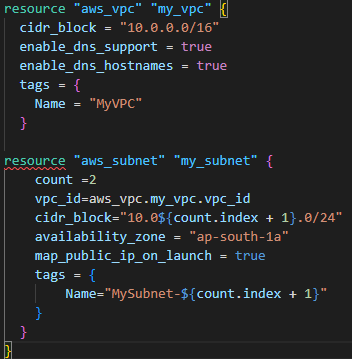 resource "aws_vpc" "my_vpc" {
  cidr_block = "10.0.0.0/16"
  enable_dns_support = true
  enable_dns_hostnames = true
  tags = {
    Name = "MyVPC"
  }
resource "aws_subnet" "my_subnet" {
    count =2
    vpc_id=aws_vpc.my_vpc.vpc_id
    cidr_block="10.0${count.index + 1}.0/24"
    availability_zone = "ap-south-1a"
    map_public_ip_on_launch = true
    tags = {
        Name="MySubnet-${count.index + 1}"
    }
  }
}